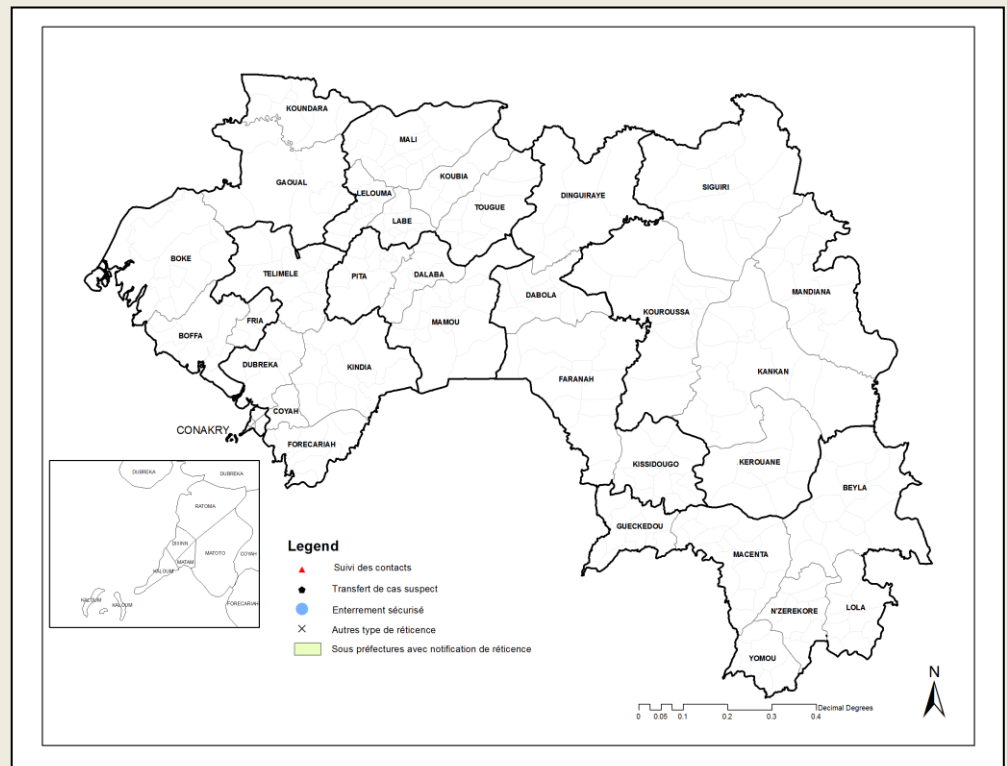 KOUNDARA
MALI
GAOUAL
KOUBIA
LELOUMA
TOUGUE
LABE
DINGUIRAYE
SIGUIRI
BOKE
TELIMELE
PITA
DALABA
DABOLA
MANDIANA
BOFFA
FRIA
MAMOU
KOUROUSSA
DUBREKA
KINDIA
FARANAH
KANKAN
COYAH
CONAKRY
FORECARIAH
KISSIDOUGO
KEROUANE
BEYLA
GUECKEDOU
MACENTA
N'ZEREKORE
LOLA
YOMOU
DUBREKA
DUBREKA
RATOMA
DIXINN
MATOTO
COYAH
MATAM
KALOUM
KALOUM
KALOUM
FORECARIAH
Legend
Suivi des contacts
Transfert de cas suspect
Enterrement sécurisé
Autres type de réticence
Sous préfectures avec notification de réticence
N
Decimal Degrees
0 0.05 0.1 0.2 0.3 0.4